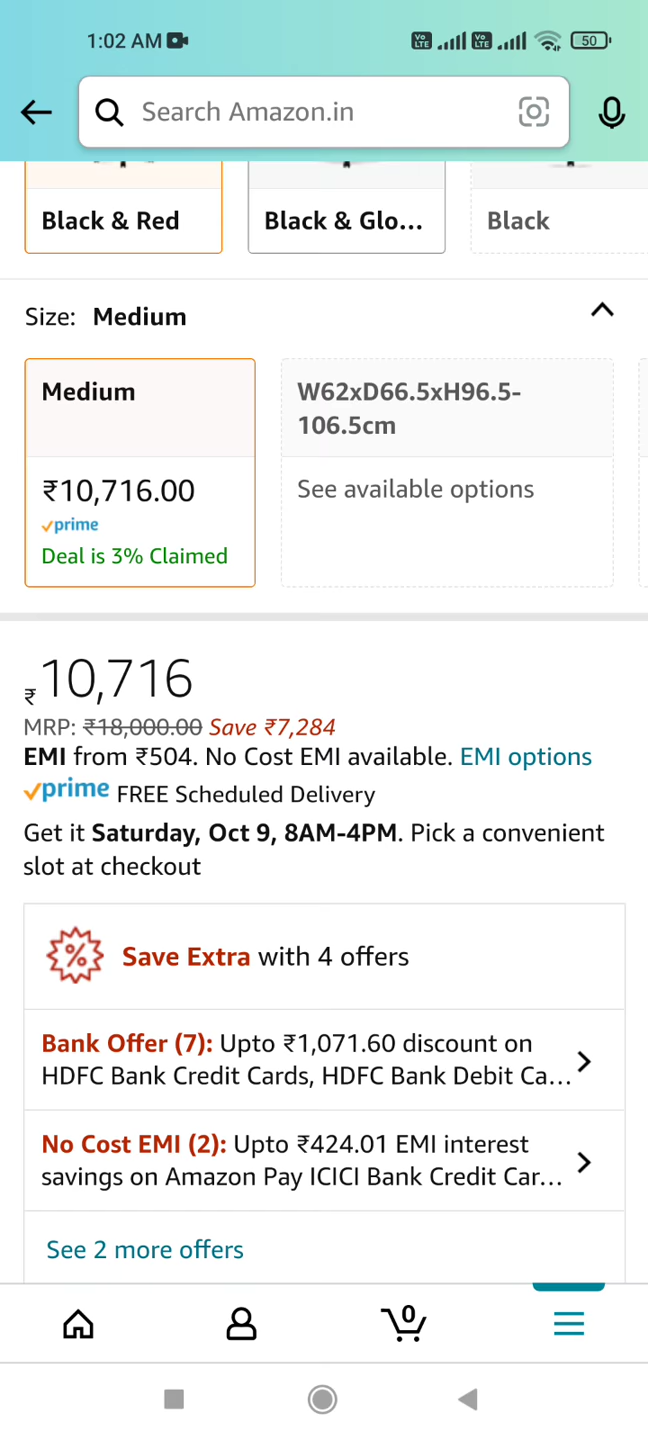 1:02 AM
Vo LTE Vo LTE 50
Search Amazon.in
Black & Red Black & Glo... Black
Size: Medium
Medium
W62xD66.5xH96.5-
106.5cm
₹10,716.00
prime
Deal is 3% Claimed
See available options
₹10,716
MRP: ₹18,000.00 Save ₹7,284
EMI from ₹504. No Cost EMI available. EMI options
prime FREE Scheduled Delivery
Get it Saturday, Oct 9, 8AM-4PM. Pick a convenient
slot at checkout
% Save Extra with 4 offers
Bank Offer (7): Upto ₹1,071.60 discount on
HDFC Bank Credit Cards, HDFC Bank Debit Ca...
No Cost EMI (2): Upto ₹424.01 EMI interest
savings on Amazon Pay ICICI Bank Credit Car...
See 2 more offers
0